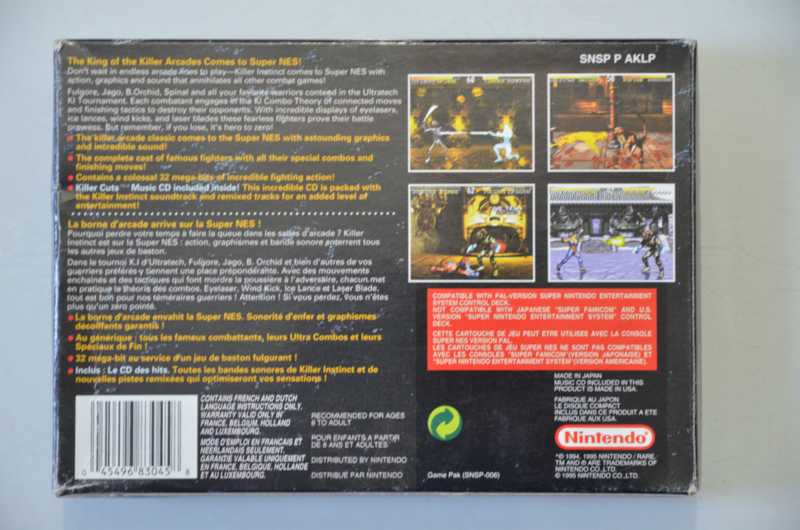 The King of the Killer Arcades Comes to Super NES!
Don't wait in endless arcade lines to play—Killer Instinct comes to Super NES with
action, graphics and sound that annihilates all other combat games!
Fulgore, Jago, B.Orchid, Spinal and all your favorite warriors contend in the Ultratech
KI Tournament. Each combatant engages in the KI Combo Theory of connected moves
and finishing tactics to destroy their opponents. With incredible displays of eyelasers,
ice lances, wind kicks, and laser blades these fearless fighters prove their battle
prowess. But remember, if you lose, it's hero to zero!
• The killer arcade classic comes to the Super NES with astounding graphics
and incredible sound!
• The complete cast of famous fighters with all their special combos and
finishing moves!
• Contains a colossal 32 mega-bits of incredible fighting action!
• Killer Cuts™ Music CD included inside! This incredible CD is packed with
the Killer Instinct soundtrack and remixed tracks for an added level of
entertainment!
La borne d'arcade arrive sur la Super NES !
Pourquoi perdre votre temps à faire la queue dans les salles d'arcade ? Killer
Instinct est sur la Super NES : action, graphismes et bande sonore enterrent tous
les autres jeux de baston.
Dans le tournoi K.I d'Ultratech, Fulgore, Jago, B. Orchid et bien d'autres de vos
guerriers préférés y tiennent une place prépondérante. Avec des mouvements
enchaînés et des tactiques qui font mordre la poussière à l'adversaire, chacun met
en pratique la théorie des combos. Eyelaser, Wind Kick, Ice Lance et Laser Blade,
tout est bon pour nos téméraires guerriers ! Attention ! Si vous perdez, vous n'êtes
plus qu'un zéro pointé.
• La borne d'arcade envahit la Super NES. Sonorité d'enfer et graphismes
décoiffants garantis !
• Au générique : tous les fameux combattants, leurs Ultra Combos et leurs
Spéciaux de Fin !
• 32 méga-bit au service d'un jeu de baston fulgurant !
• Inclus : Le CD des hits. Toutes les bandes sonores de Killer Instinct et de
nouvelles pistes remixées qui optimiseront vos sensations !
0 45496 83045 8
CONTAINS FRENCH AND DUTCH
LANGUAGE INSTRUCTIONS ONLY.
WARRANTY VALID ONLY IN
FRANCE, BELGIUM, HOLLAND
AND LUXEMBOURG.
MODE D'EMPLOI EN FRANCAIS ET
NEERLANDAIS SEULEMENT.
GARANTIE VALABLE UNIQUEMENT
EN FRANCE, BELGIQUE, HOLLANDE
ET AU LUXEMBOURG.
RECOMMENDED FOR AGES
8 TO ADULT
POUR ENFANTS A PARTIR
DE 8 ANS ET ADULTES
DISTRIBUTED BY NINTENDO
DISTRIBUE PAR NINTENDO
SNSP P AKLP
COMPATIBLE WITH PAL-VERSION SUPER NINTENDO ENTERTAINMENT
SYSTEM CONTROL DECK.
NOT COMPATIBLE WITH JAPANESE "SUPER FAMICOM" AND U.S.
VERSION "SUPER NINTENDO ENTERTAINMENT SYSTEM" CONTROL
DECK.
CETTE CARTOUCHE DE JEU PEUT ETRE UTILISEE AVEC LA CONSOLE
SUPER NES VERSION PAL.
LES CARTOUCHES DE JEU SUPER NES NE SONT PAS COMPATIBLES
AVEC LES CONSOLES "SUPER FAMICOM"(VERSION JAPONAISE) ET
"SUPER NINTENDO ENTERTAINMENT SYSTEM"(VERSION AMERICAINE).
MADE IN JAPAN
MUSIC CD INCLUDED IN THIS
PRODUCT IS MADE IN USA.
FABRIQUE AU JAPON
LE DISQUE COMPACT
INCLUS DANS CE PRODUIT A ETE
FABRIQUE AUX USA.
Nintendo®
Game Pak (SNSP-006)
©1994, 1995 NINTENDO / RARE.
TM AND ® ARE TRADEMARKS OF
NINTENDO CO.,LTD.
© 1995 NINTENDO CO.,LTD.